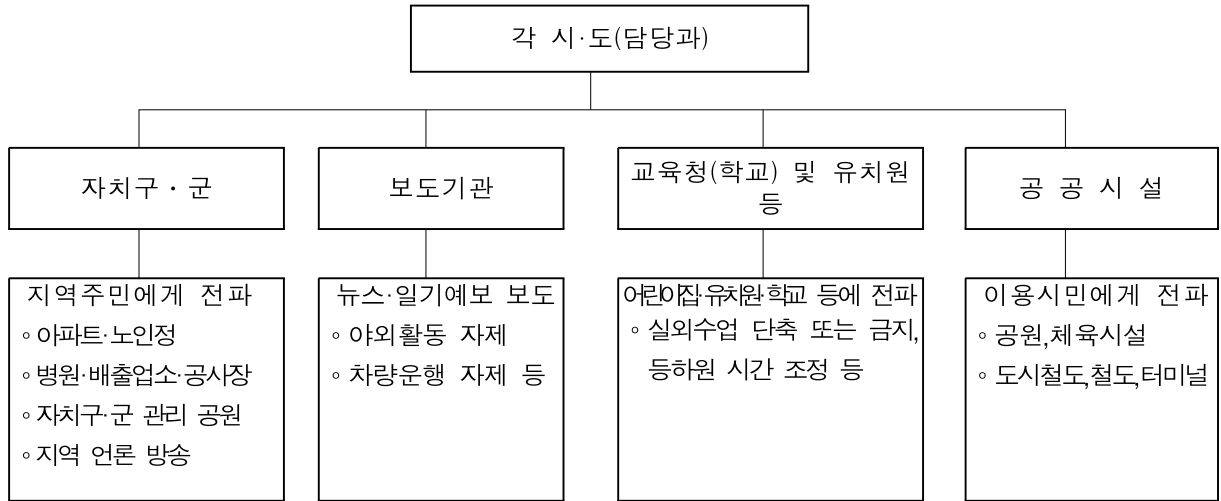 각 시·도(담당과)
자치구·군
보도기관
교육청(학교) 및 유치원
등
공 공 시 설
지역주민에게 전파
◦아파트·노인정
◦병원·배출업소·공사장
◦자치구·군 관리 공원
◦지역 언론 방송
뉴스·일기예보 보도
◦ 야외활동 자제
◦ 차량운행 자제 등
어린이집·유치원·학교 등에 전파
◦ 실외수업 단축 또는 금지,
등하원 시간 조정 등
이용시민에게 전파
◦ 공원,체육시설
◦ 도시철도,철도,터미널